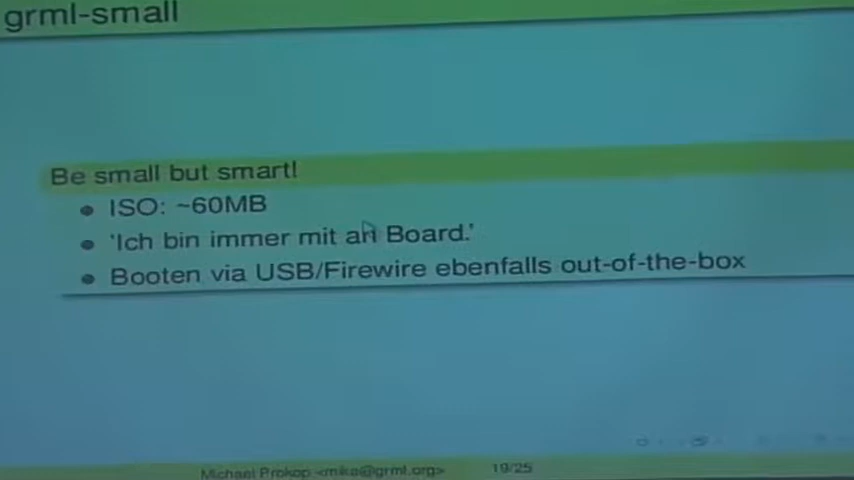 grml-small
Be small but smart!
ISO: ~60MB
'Ich bin immer mit an Board.'
Booten via USB/Firewire ebenfalls out-of-the-box
Michael Prokop <mika@grml.org> 19/25